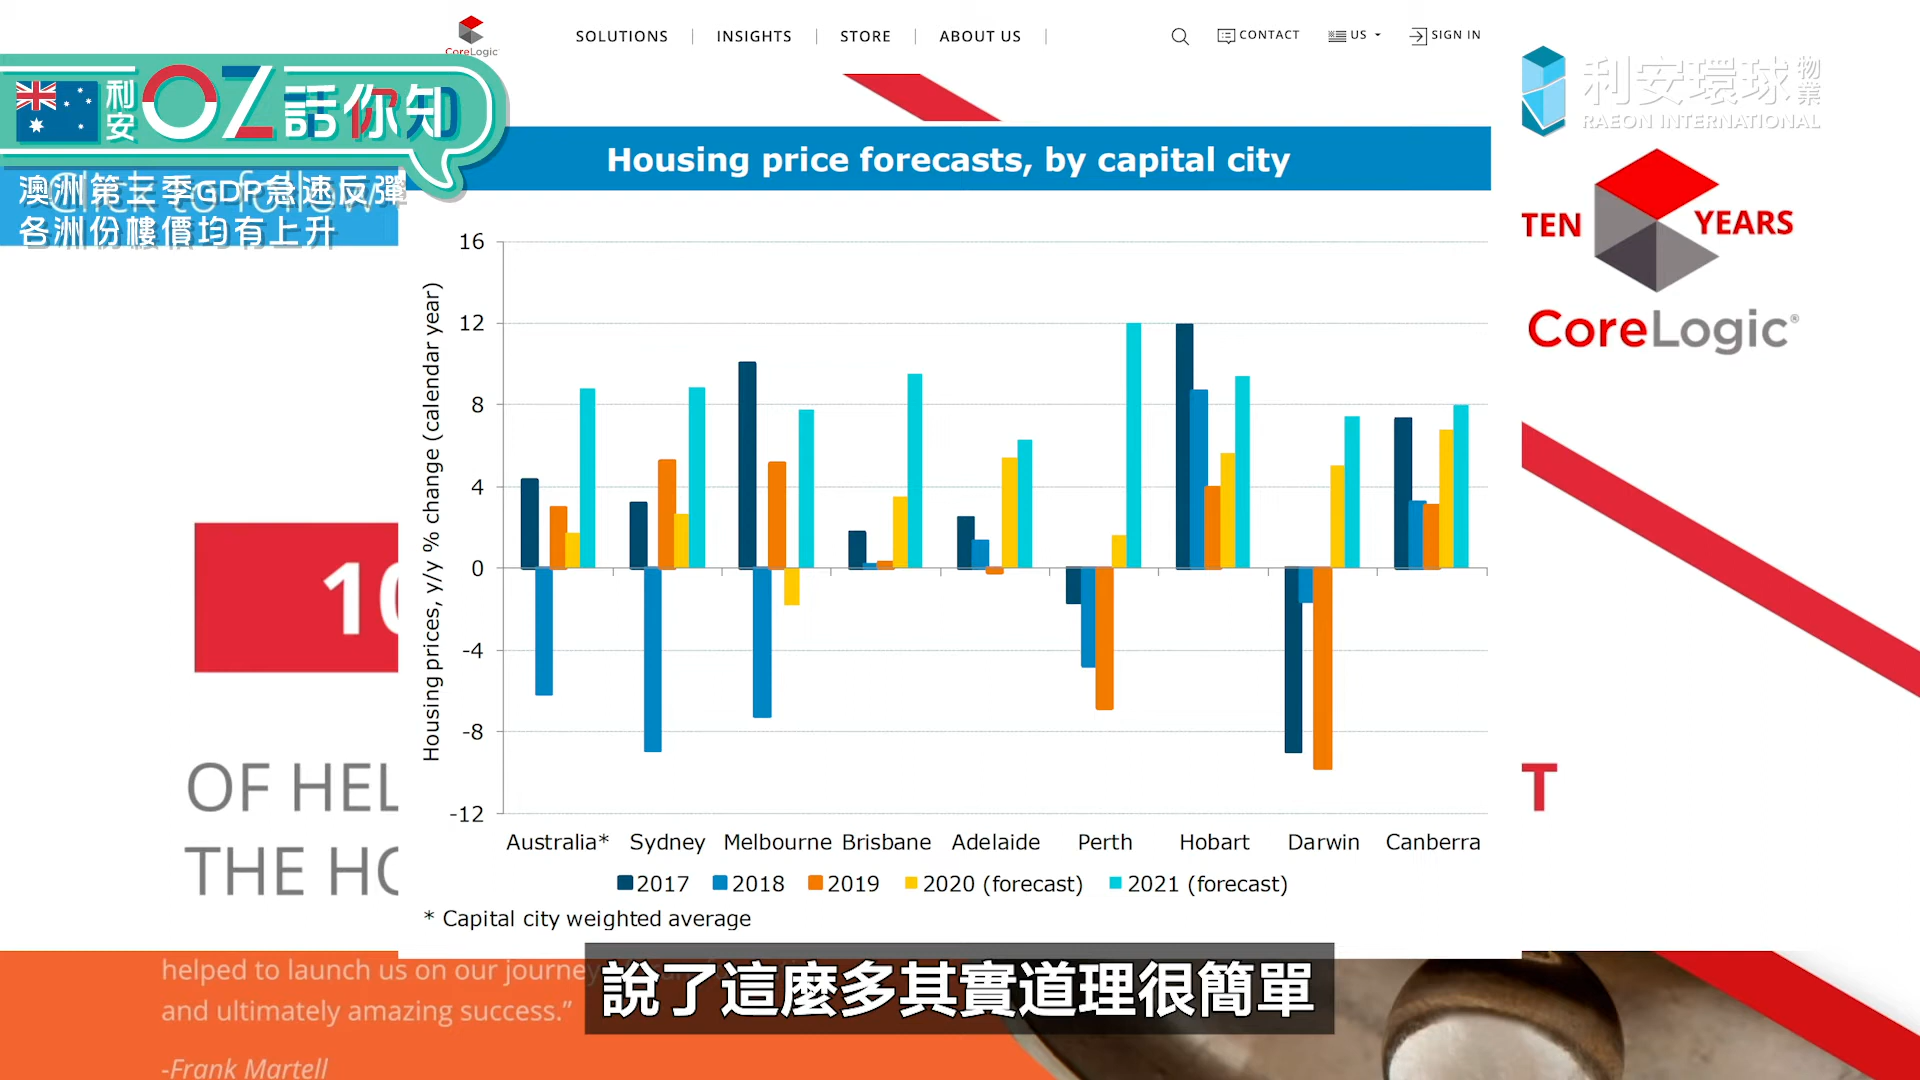 CoreLogic
SOLUTIONS
INSIGHTS
STORE
ABOUT US
CONTACT
US
SIGN IN
利安
OZ話你知
澳洲第三季GDP急速反彈
各洲份樓價均有上升
Click to follow
利安環球物業
RAEON INTERNATIONAL
TEN YEARS
CoreLogic®
Housing price forecasts, by capital city
Housing prices, y/y % change (calendar year)
16
12
8
4
0
-4
-8
-12
Australia* Sydney Melbourne Brisbane Adelaide Perth Hobart Darwin Canberra
2017 2018 2019 2020 (forecast) 2021 (forecast)
* Capital city weighted average
10
OF HEL
THE HO
T
helped to launch us on our journey
and ultimately amazing success.”
-Frank Martell
說了這麼多其實道理很簡單